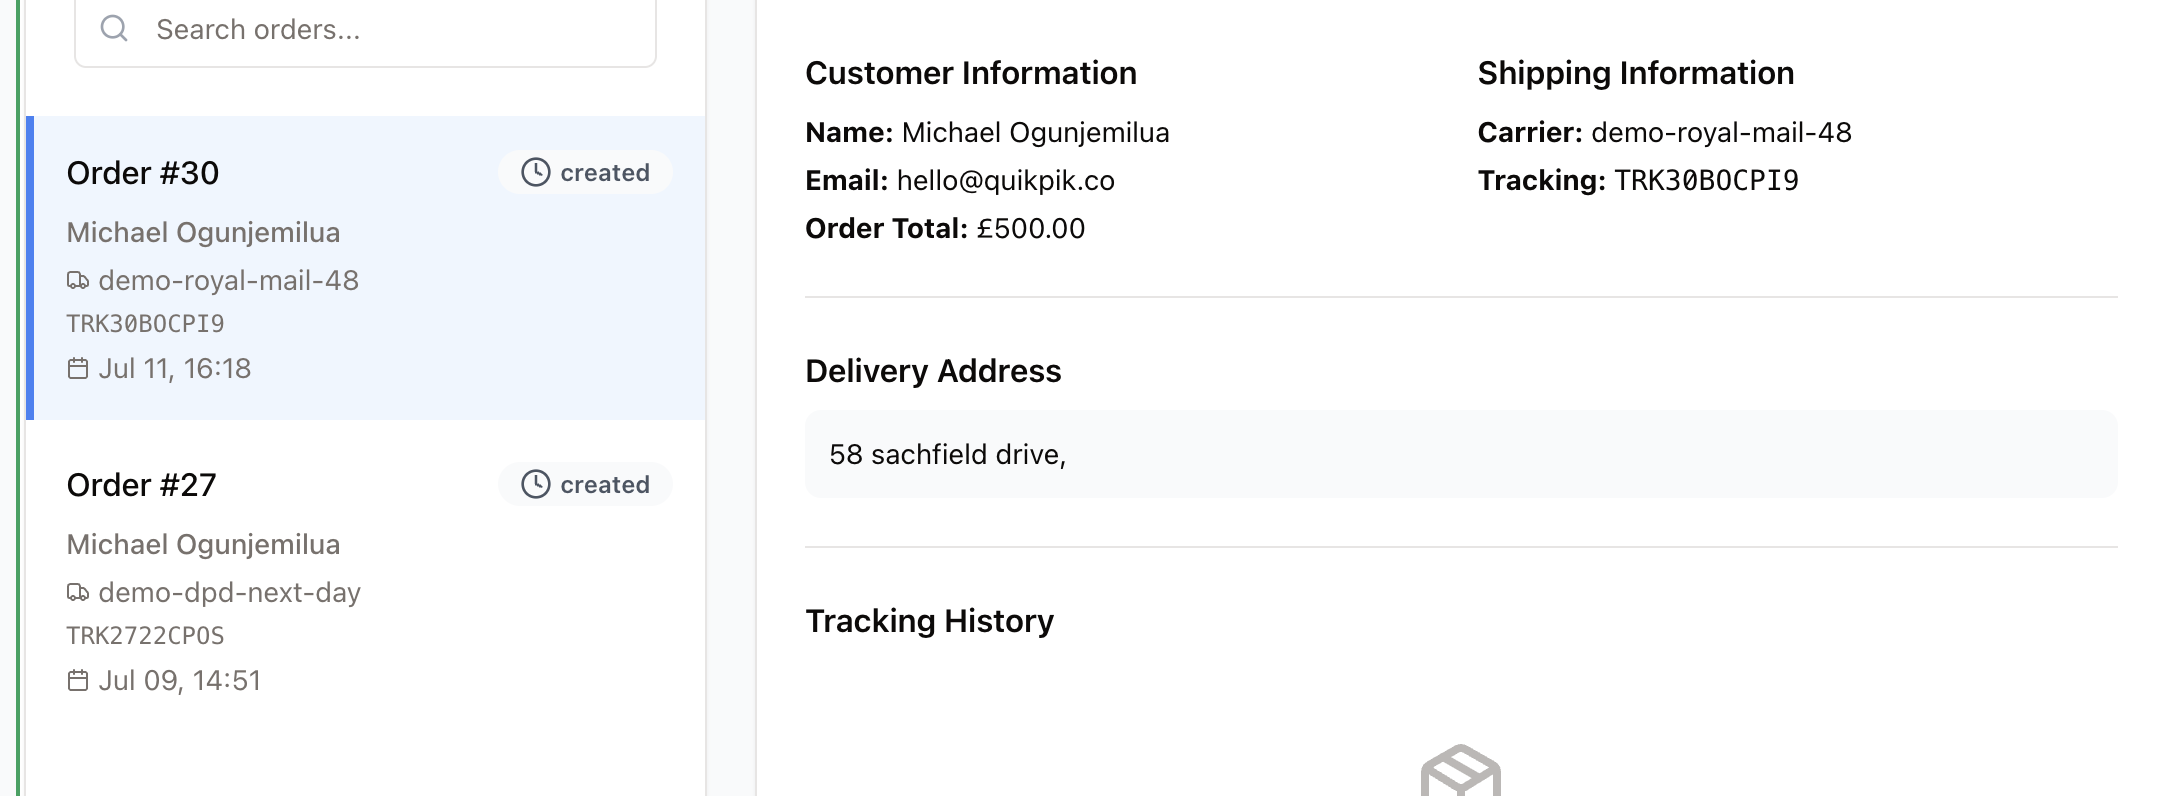 Search orders...
Order #30
created
Michael Ogunjemilua
demo-royal-mail-48
TRK30BOCPI9
Jul 11, 16:18
Order #27
created
Michael Ogunjemilua
demo-dpd-next-day
TRK2722CPOS
Jul 09, 14:51
Customer Information
Name: Michael Ogunjemilua
Email: hello@quikpik.co
Order Total: £500.00
Shipping Information
Carrier: demo-royal-mail-48
Tracking: TRK30BOCPI9
Delivery Address
58 sachfield drive,
Tracking History